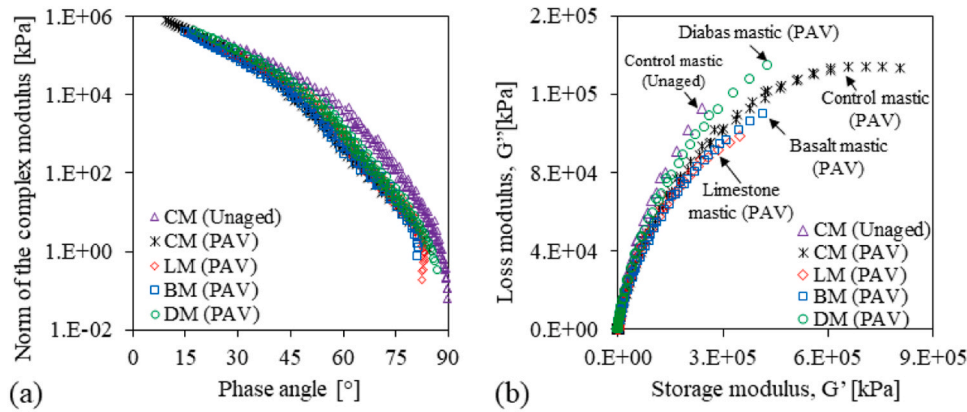 Norm of the complex modulus [kPa]
1.E+06
1.E+04
1.E+02
1.E+00
1.E-02
CM (Unaged)
CM (PAV)
LM (PAV)
BM (PAV)
DM (PAV)
0 15 30 45 60 75 90
(a)
Phase angle [°]
Loss modulus, G" [kPa]
2.E+05
1.E+05
8.E+04
4.E+04
0.E+00
Diabas mastic (PAV)
Control mastic
(Unaged)
Control mastic
(PAV)
Basalt mastic
(PAV)
Limestone
mastic (PAV)
CM (Unaged)
CM (PAV)
LM (PAV)
BM (PAV)
DM (PAV)
0.E+00 3.E+05 6.E+05 9.E+05
(b)
Storage modulus, G' [kPa]